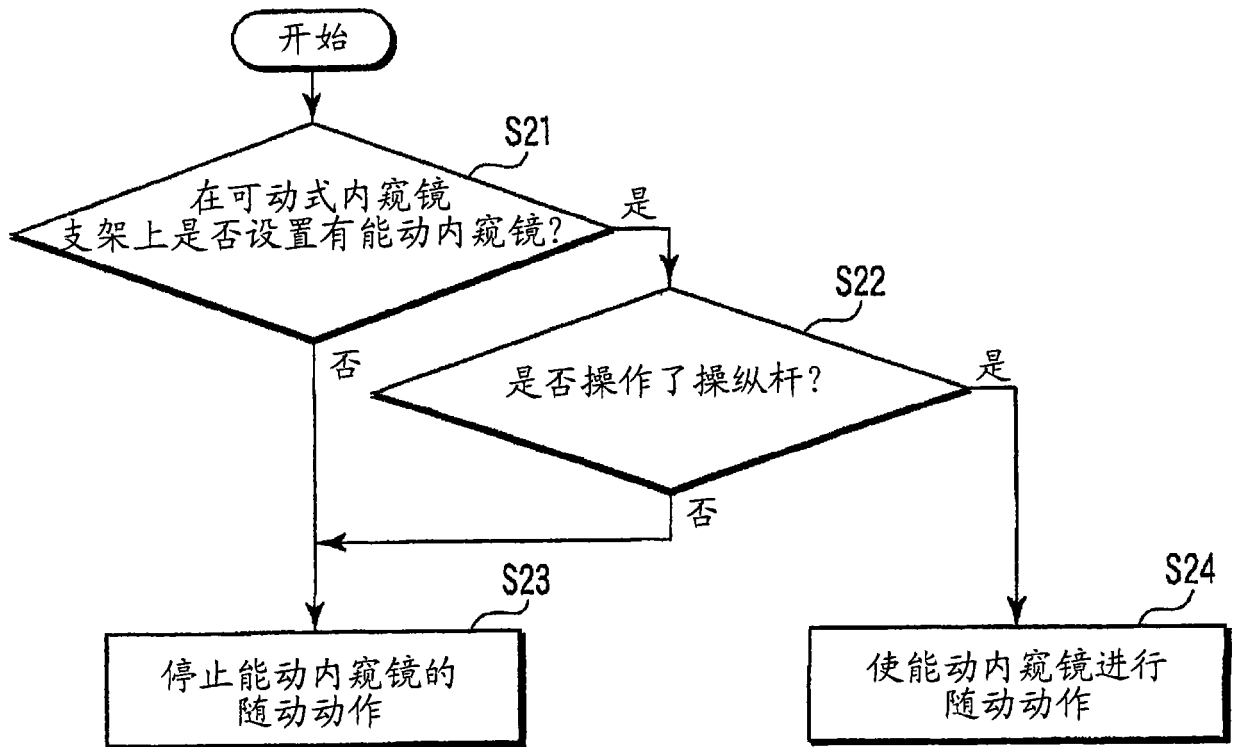 开始
S21
在可动式内窥镜
支架上是否设置有能动内窥镜?
是
否
S22
是否操作了操纵杆?
是
否
S23
停止能动内窥镜的
随动动作
S24
使能动内窥镜进行
随动动作